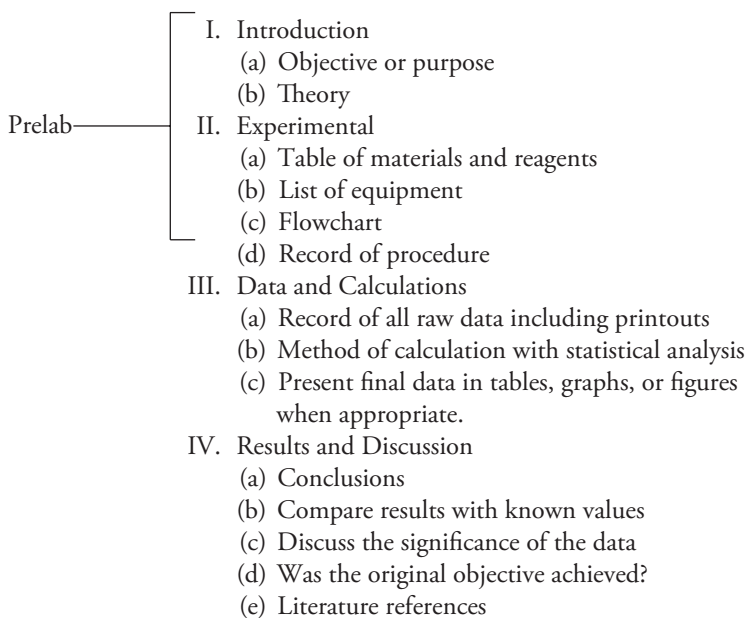 Prelab
I. Introduction
(a) Objective or purpose
(b) Theory
II. Experimental
(a) Table of materials and reagents
(b) List of equipment
(c) Flowchart
(d) Record of procedure
III. Data and Calculations
(a) Record of all raw data including printouts
(b) Method of calculation with statistical analysis
(c) Present final data in tables, graphs, or figures
when appropriate.
IV. Results and Discussion
(a) Conclusions
(b) Compare results with known values
(c) Discuss the significance of the data
(d) Was the original objective achieved?
(e) Literature references